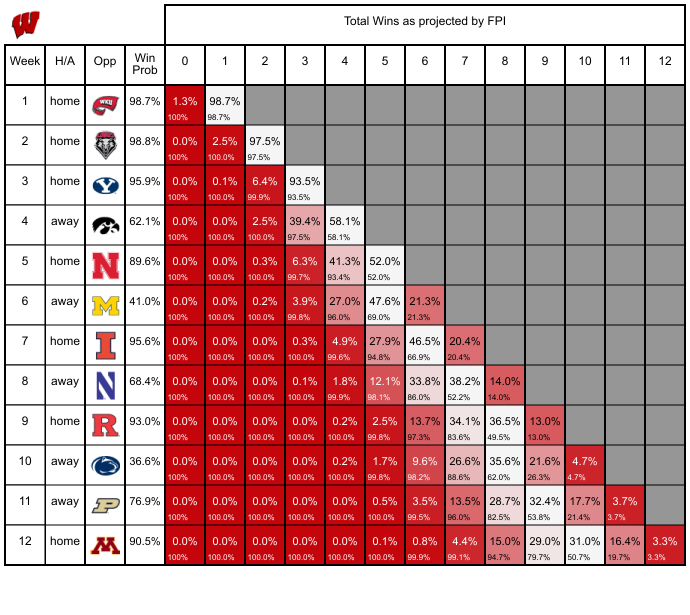 W
Total Wins as projected by FPI
Week H/A Opp Win Prob 0 1 2 3 4 5 6 7 8 9 10 11 12
1 home WKU 98.7% 1.3% 98.7%
100% 98.7%
2 home 98.8% 0.0% 2.5% 97.5%
100% 100.0% 97.5%
3 home Y 95.9% 0.0% 0.1% 6.4% 93.5%
100% 100.0% 99.9% 93.5%
4 away 62.1% 0.0% 0.0% 2.5% 39.4% 58.1%
100% 100.0% 100.0% 97.5% 58.1%
5 home N 89.6% 0.0% 0.0% 0.3% 6.3% 41.3% 52.0%
100% 100.0% 100.0% 99.7% 93.4% 52.0%
6 away M 41.0% 0.0% 0.0% 0.2% 3.9% 27.0% 47.6% 21.3%
100% 100.0% 100.0% 99.8% 96.0% 69.0% 21.3%
7 home I 95.6% 0.0% 0.0% 0.0% 0.3% 4.9% 27.9% 46.5% 20.4%
100% 100.0% 100.0% 100.0% 99.6% 94.8% 66.9% 20.4%
8 away N 68.4% 0.0% 0.0% 0.0% 0.1% 1.8% 12.1% 33.8% 38.2% 14.0%
100% 100.0% 100.0% 100.0% 99.9% 98.1% 86.0% 52.2% 14.0%
9 home R 93.0% 0.0% 0.0% 0.0% 0.0% 0.2% 2.5% 13.7% 34.1% 36.5% 13.0%
100% 100.0% 100.0% 100.0% 100.0% 99.8% 97.3% 83.6% 49.5% 13.0%
10 away 36.6% 0.0% 0.0% 0.0% 0.0% 0.2% 1.7% 9.6% 26.6% 35.6% 21.6% 4.7%
100% 100.0% 100.0% 100.0% 100.0% 99.8% 98.2% 88.6% 62.0% 26.3% 4.7%
11 away P 76.9% 0.0% 0.0% 0.0% 0.0% 0.0% 0.5% 3.5% 13.5% 28.7% 32.4% 17.7% 3.7%
100% 100.0% 100.0% 100.0% 100.0% 100.0% 99.5% 96.0% 82.5% 53.8% 21.4% 3.7%
12 home M 90.5% 0.0% 0.0% 0.0% 0.0% 0.0% 0.1% 0.8% 4.4% 15.0% 29.0% 31.0% 16.4% 3.3%
100% 100.0% 100.0% 100.0% 100.0% 100.0% 99.9% 99.1% 94.7% 79.7% 50.7% 19.7% 3.3%